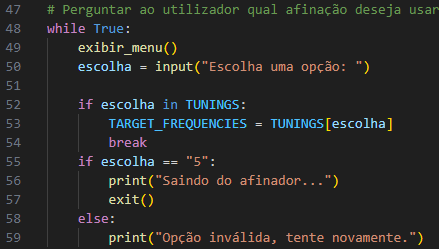 47 # Perguntar ao utilizador qual afinação deseja usar
48 while True:
49     exibir_menu()
50     escolha = input("Escolha uma opção: ")
51
52     if escolha in TUNINGS:
53         TARGET_FREQUENCIES = TUNINGS[escolha]
54         break
55     if escolha == "5":
56         print("Saindo do afinador...")
57         exit()
58     else:
59         print("Opção inválida, tente novamente.")